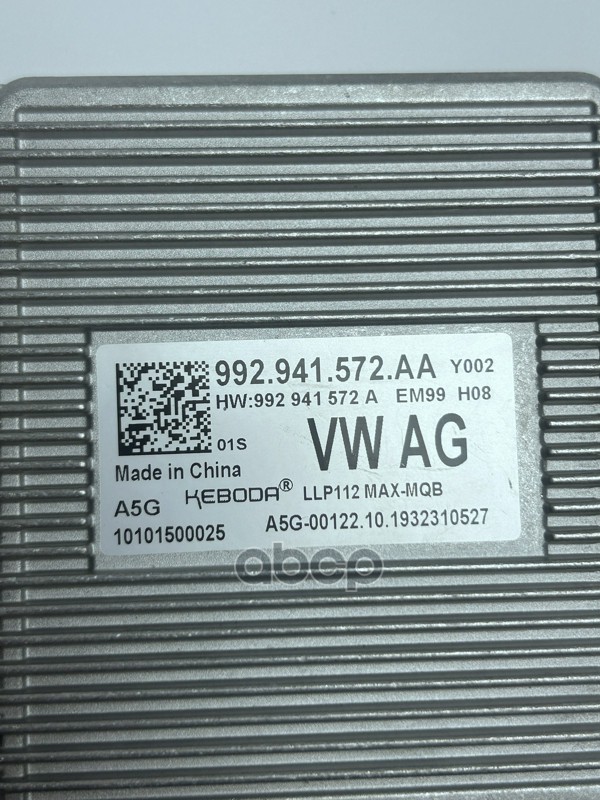 992.941.572.AA Y002
HW:992 941 572 A EM99 H08
01S VW AG
Made in China
A5G KEBODA® LLP112 MAX-MQB
10101500025 A5G-00122.10.1932310527
abcp